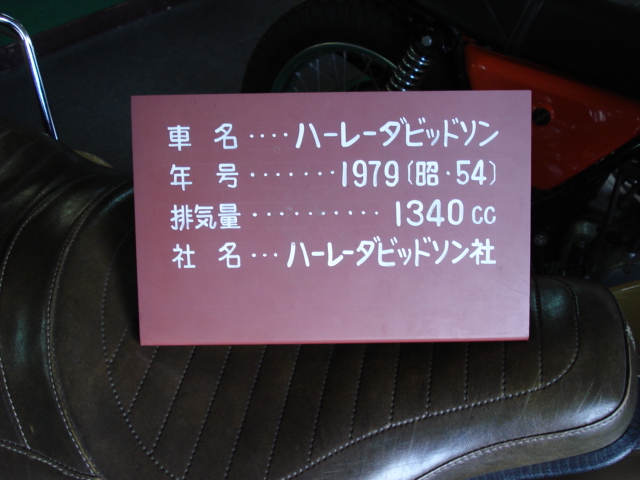 車名‥‥ハーレーダビッドソン
年号‥‥‥‥1979〔昭・54〕
排気量‥‥‥‥‥1340cc
社名‥‥ハーレーダビッドソン社